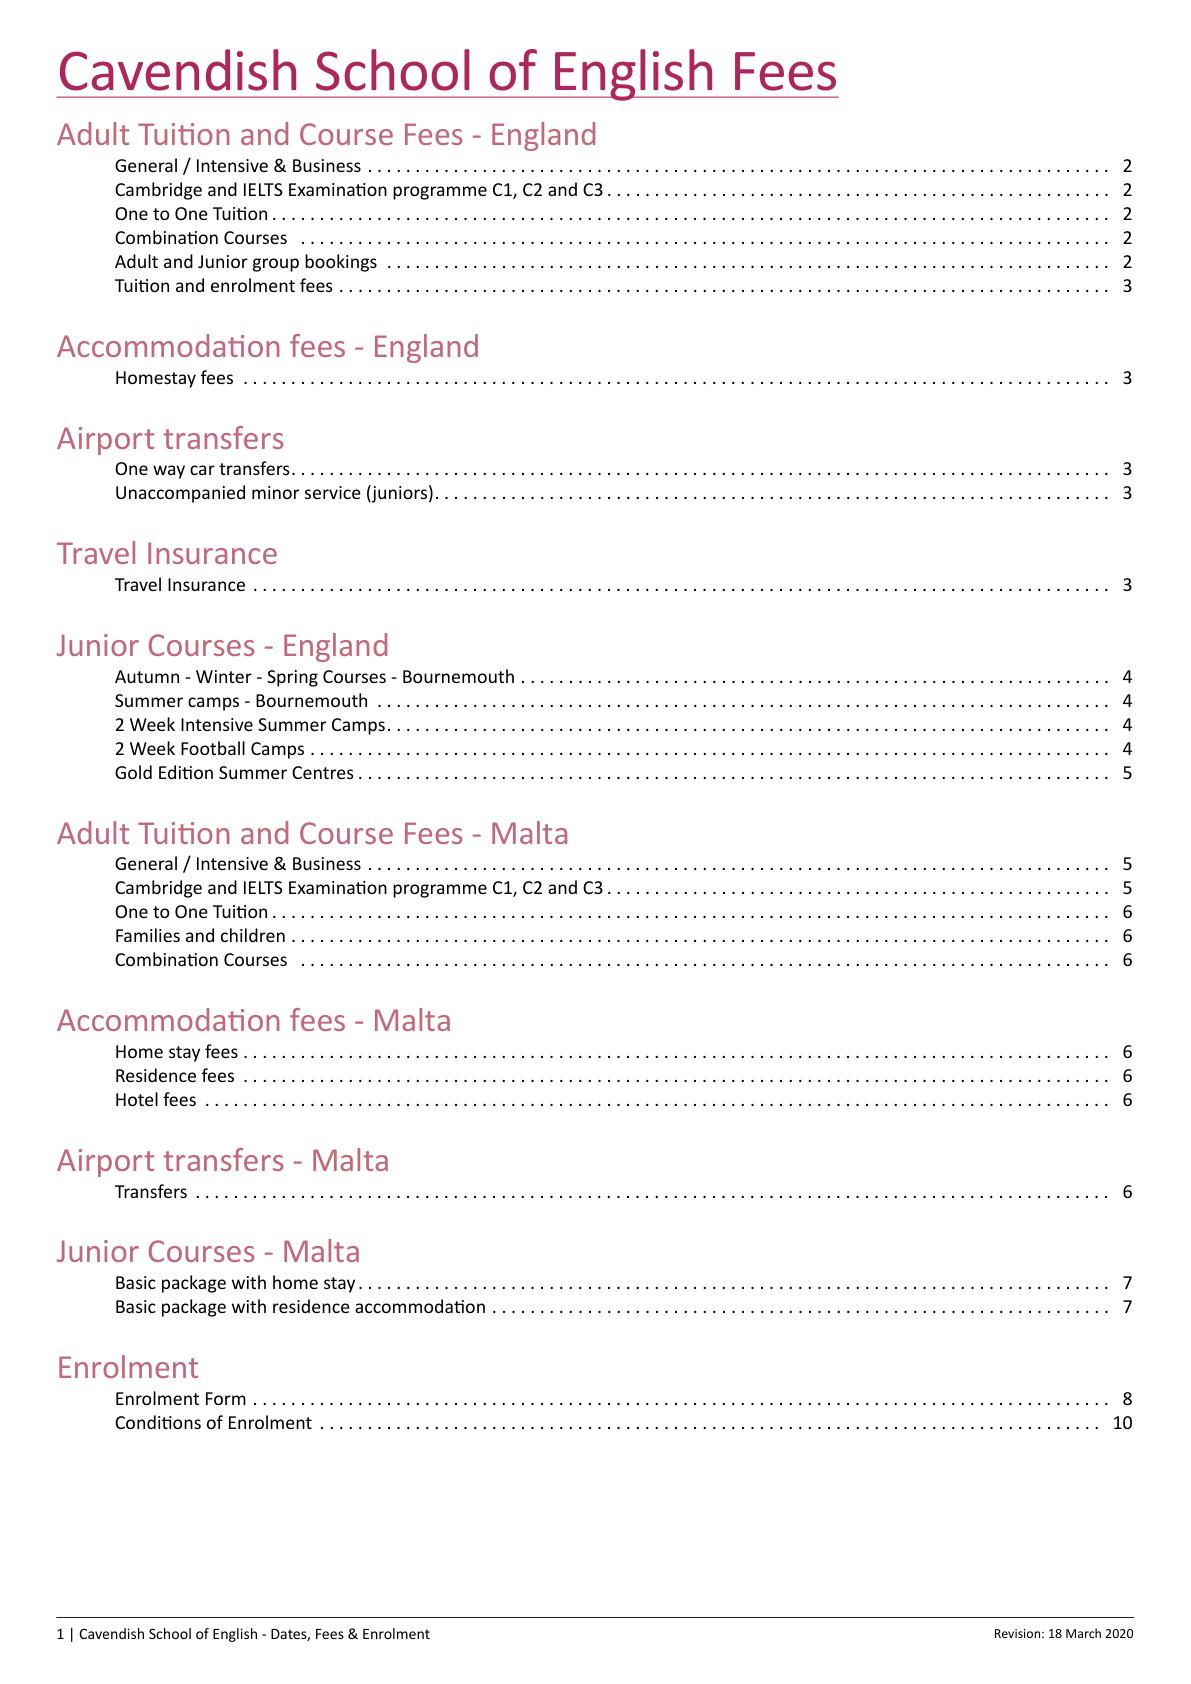 Cavendish School of English Fees
Adult Tuition and Course Fees - England
General / Intensive & Business . . . . . . . . . . . . . . . . . . . . 2
Cambridge and IELTS Examination programme C1, C2 and C3 . . . . . . . . . . . . . . . . . . . . 2
One to One Tuition . . . . . . . . . . . . . . . . . . . . 2
Combination Courses . . . . . . . . . . . . . . . . . . . . 2
Adult and Junior group bookings . . . . . . . . . . . . . . . . . . . . 2
Tuition and enrolment fees . . . . . . . . . . . . . . . . . . . . 3
Accommodation fees - England
Homestay fees . . . . . . . . . . . . . . . . . . . . 3
Airport transfers
One way car transfers . . . . . . . . . . . . . . . . . . . . 3
Unaccompanied minor service (juniors) . . . . . . . . . . . . . . . . . . . . 3
Travel Insurance
Travel Insurance . . . . . . . . . . . . . . . . . . . . 3
Junior Courses - England
Autumn - Winter - Spring Courses - Bournemouth . . . . . . . . . . . . . . . . . . . . 4
Summer camps - Bournemouth . . . . . . . . . . . . . . . . . . . . 4
2 Week Intensive Summer Camps . . . . . . . . . . . . . . . . . . . . 4
2 Week Football Camps . . . . . . . . . . . . . . . . . . . . 4
Gold Edition Summer Centres . . . . . . . . . . . . . . . . . . . . 5
Adult Tuition and Course Fees - Malta
General / Intensive & Business . . . . . . . . . . . . . . . . . . . . 5
Cambridge and IELTS Examination programme C1, C2 and C3 . . . . . . . . . . . . . . . . . . . . 5
One to One Tuition . . . . . . . . . . . . . . . . . . . . 6
Families and children . . . . . . . . . . . . . . . . . . . . 6
Combination Courses . . . . . . . . . . . . . . . . . . . . 6
Accommodation fees - Malta
Home stay fees . . . . . . . . . . . . . . . . . . . . 6
Residence fees . . . . . . . . . . . . . . . . . . . . 6
Hotel fees . . . . . . . . . . . . . . . . . . . . 6
Airport transfers - Malta
Transfers . . . . . . . . . . . . . . . . . . . . 6
Junior Courses - Malta
Basic package with home stay . . . . . . . . . . . . . . . . . . . . 7
Basic package with residence accommodation . . . . . . . . . . . . . . . . . . . . 7
Enrolment
Enrolment Form . . . . . . . . . . . . . . . . . . . . 8
Conditions of Enrolment . . . . . . . . . . . . . . . . . . . . 10
1 | Cavendish School of English - Dates, Fees & Enrolment
Revision: 18 March 2020